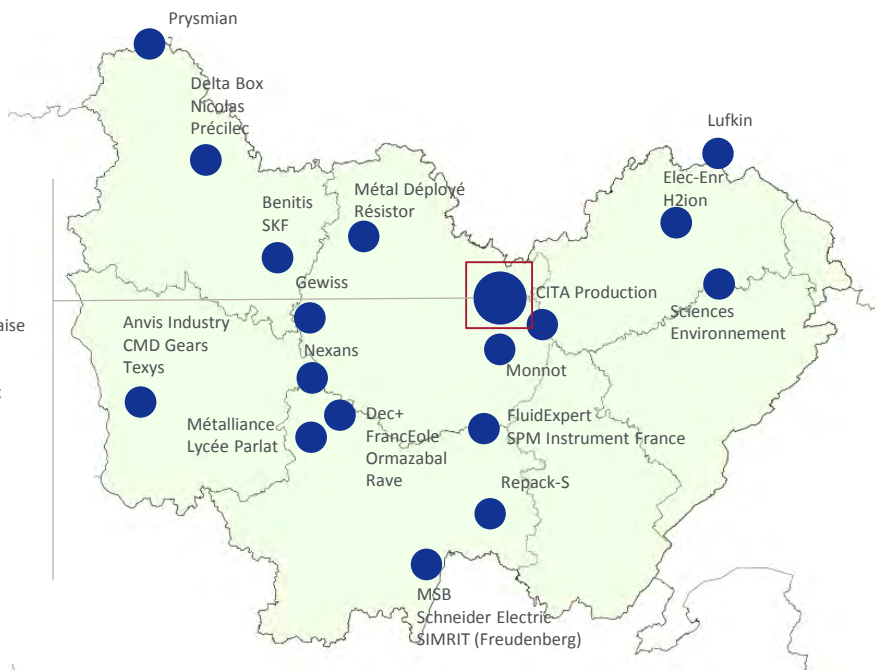 Prysmian
Delta Box
Nicolas
Précilec
Lufkin
Elec-Enr
H2ion
Métal Déployé
Résistor
Benitis
SKF
Gewiss
CITA Production
Sciences
Environnement
aise
Anvis Industry
CMD Gears
Texys
Nexans
Monnot
Métalliance
Lycée Parlat
Dec+
FrancEole
Ormazabal
Rave
FluidExpert
SPM Instrument France
Repack-S
MSB
Schneider Electric
SIMRIT (Freudenberg)